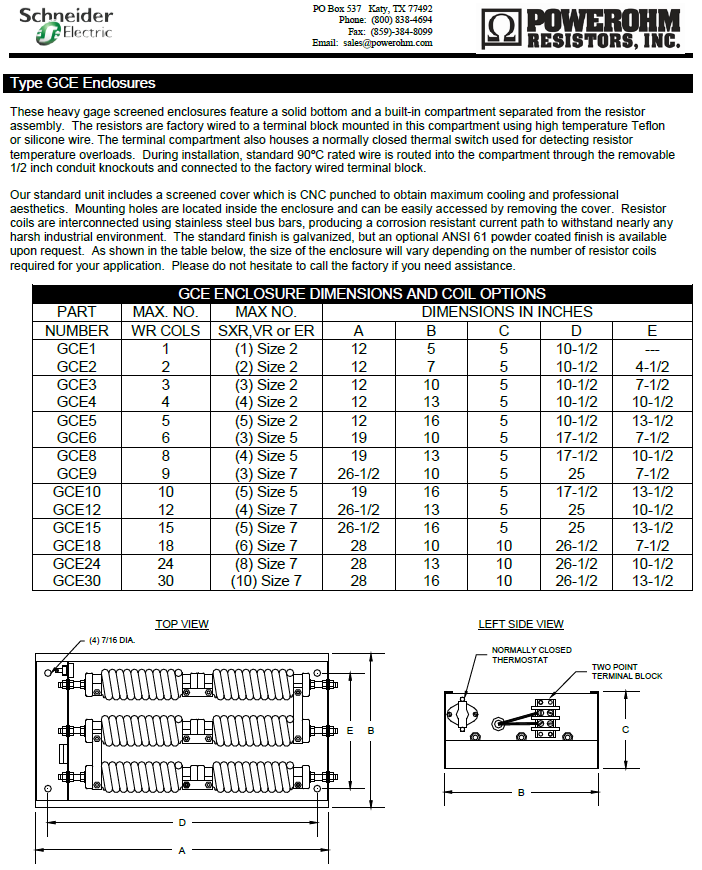 Schneider
Electric
PO Box 537 Katy, TX 77492
Phone: (800) 838-4694
Fax: (859)-384-8099
Email: sales@powerohm.com
POWEROHM
RESISTORS, INC.
Type GCE Enclosures
These heavy gage screened enclosures feature a solid bottom and a built-in compartment separated from the resistor
assembly. The resistors are factory wired to a terminal block mounted in this compartment using high temperature Teflon
or silicone wire. The terminal compartment also houses a normally closed thermal switch used for detecting resistor
temperature overloads. During installation, standard 90ºC rated wire is routed into the compartment through the removable
1/2 inch conduit knockouts and connected to the factory wired terminal block.
Our standard unit includes a screened cover which is CNC punched to obtain maximum cooling and professional
aesthetics. Mounting holes are located inside the enclosure and can be easily accessed by removing the cover. Resistor
coils are interconnected using stainless steel bus bars, producing a corrosion resistant current path to withstand nearly any
harsh industrial environment. The standard finish is galvanized, but an optional ANSI 61 powder coated finish is available
upon request. As shown in the table below, the size of the enclosure will vary depending on the number of resistor coils
required for your application. Please do not hesitate to call the factory if you need assistance.
GCE ENCLOSURE DIMENSIONS AND COIL OPTIONS
PART MAX. NO. MAX NO. DIMENSIONS IN INCHES
NUMBER WR COLS SXR,VR or ER A B C D E
GCE1 1 (1) Size 2 12 5 5 10-1/2 ---
GCE2 2 (2) Size 2 12 7 5 10-1/2 4-1/2
GCE3 3 (3) Size 2 12 10 5 10-1/2 7-1/2
GCE4 4 (4) Size 2 12 13 5 10-1/2 10-1/2
GCE5 5 (5) Size 2 12 16 5 10-1/2 13-1/2
GCE6 6 (3) Size 5 19 10 5 17-1/2 7-1/2
GCE8 8 (4) Size 5 19 13 5 17-1/2 10-1/2
GCE9 9 (3) Size 7 26-1/2 10 5 25 7-1/2
GCE10 10 (5) Size 5 19 16 5 17-1/2 13-1/2
GCE12 12 (4) Size 7 26-1/2 13 5 25 10-1/2
GCE15 15 (5) Size 7 26-1/2 16 5 25 13-1/2
GCE18 18 (6) Size 7 28 10 10 26-1/2 7-1/2
GCE24 24 (8) Size 7 28 13 10 26-1/2 10-1/2
GCE30 30 (10) Size 7 28 16 10 26-1/2 13-1/2
TOP VIEW
(4) 7/16 DIA.
E
B
D
A
LEFT SIDE VIEW
NORMALLY CLOSED
THERMOSTAT
TWO POINT
TERMINAL BLOCK
C
B